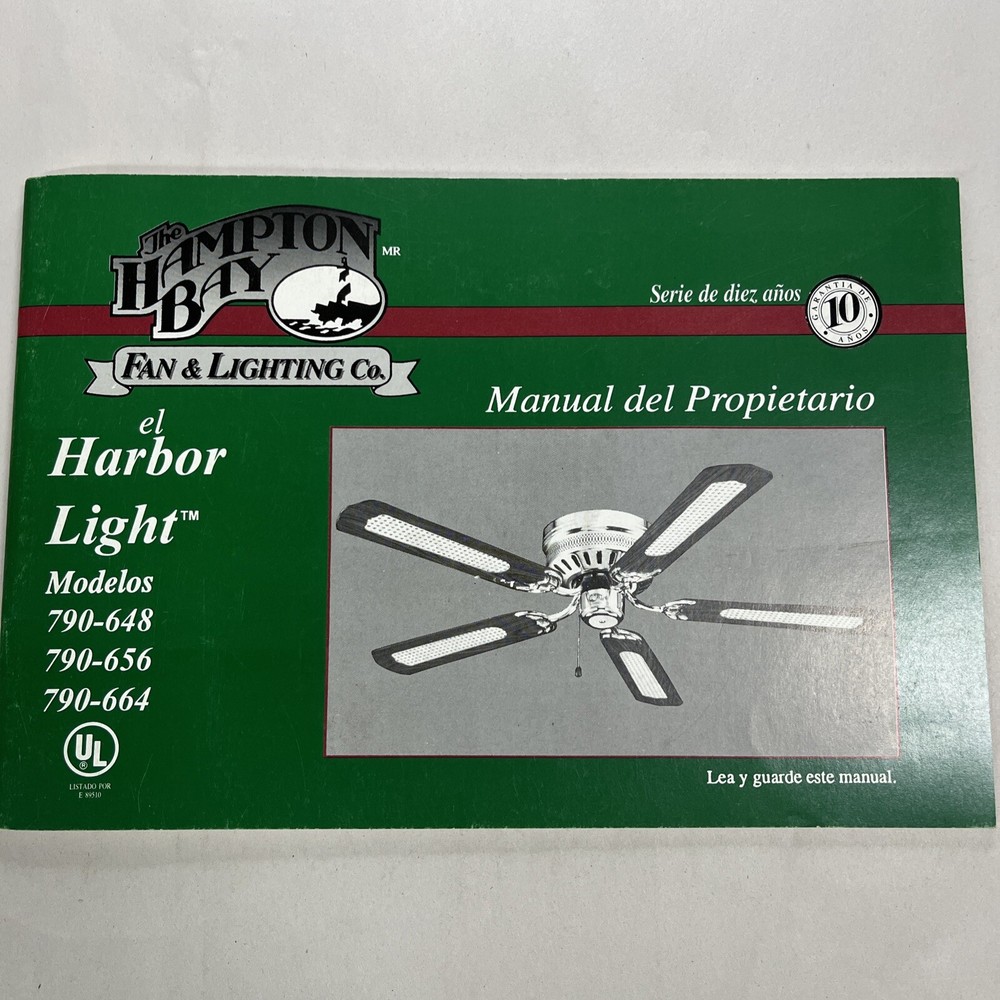 The
HAMPTON
BAY
MR
FAN & LIGHTING CO.
Serie de diez años
GARANTIA DE
10
AÑOS
Manual del Propietario
el
Harbor
Light™
Modelos
790-648
790-656
790-664
UL
®
LISTADO POR
E 89510
Lea y guarde este manual.